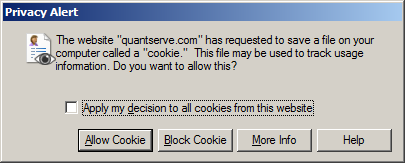 Privacy Alert
The website "quantserve.com" has requested to save a file on your
computer called a "cookie." This file may be used to track usage
information. Do you want to allow this?
Apply my decision to all cookies from this website
Allow Cookie Block Cookie More Info Help